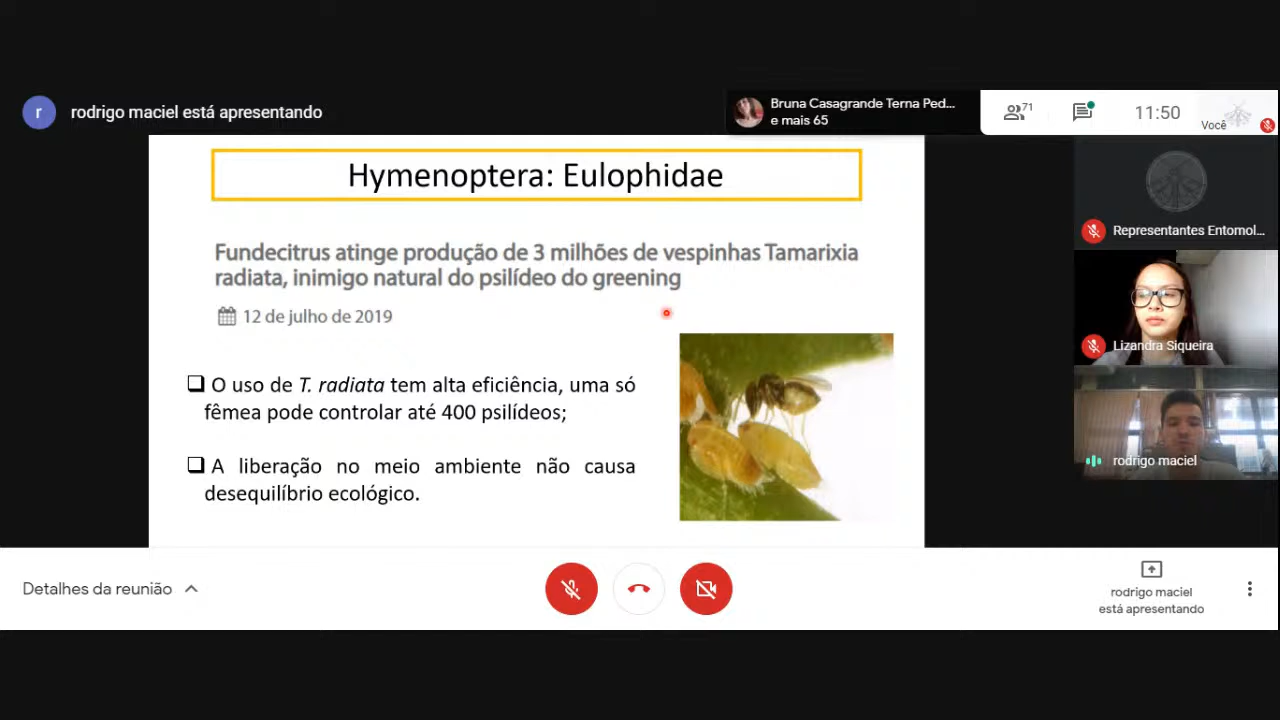 r
rodrigo maciel está apresentando
Bruna Casagrande Terna Ped...
e mais 65
71
11:50
Você
Hymenoptera: Eulophidae
Fundecitrus atinge produção de 3 milhões de vespinhas Tamarixia
radiata, inimigo natural do psilídeo do greening
12 de julho de 2019
O uso de T. radiata tem alta eficiência, uma só
fêmea pode controlar até 400 psilídeos;
A liberação no meio ambiente não causa
desequilíbrio ecológico.
Representantes Entomol...
Lizandra Siqueira
rodrigo maciel
Detalhes da reunião
rodrigo maciel
está apresentando